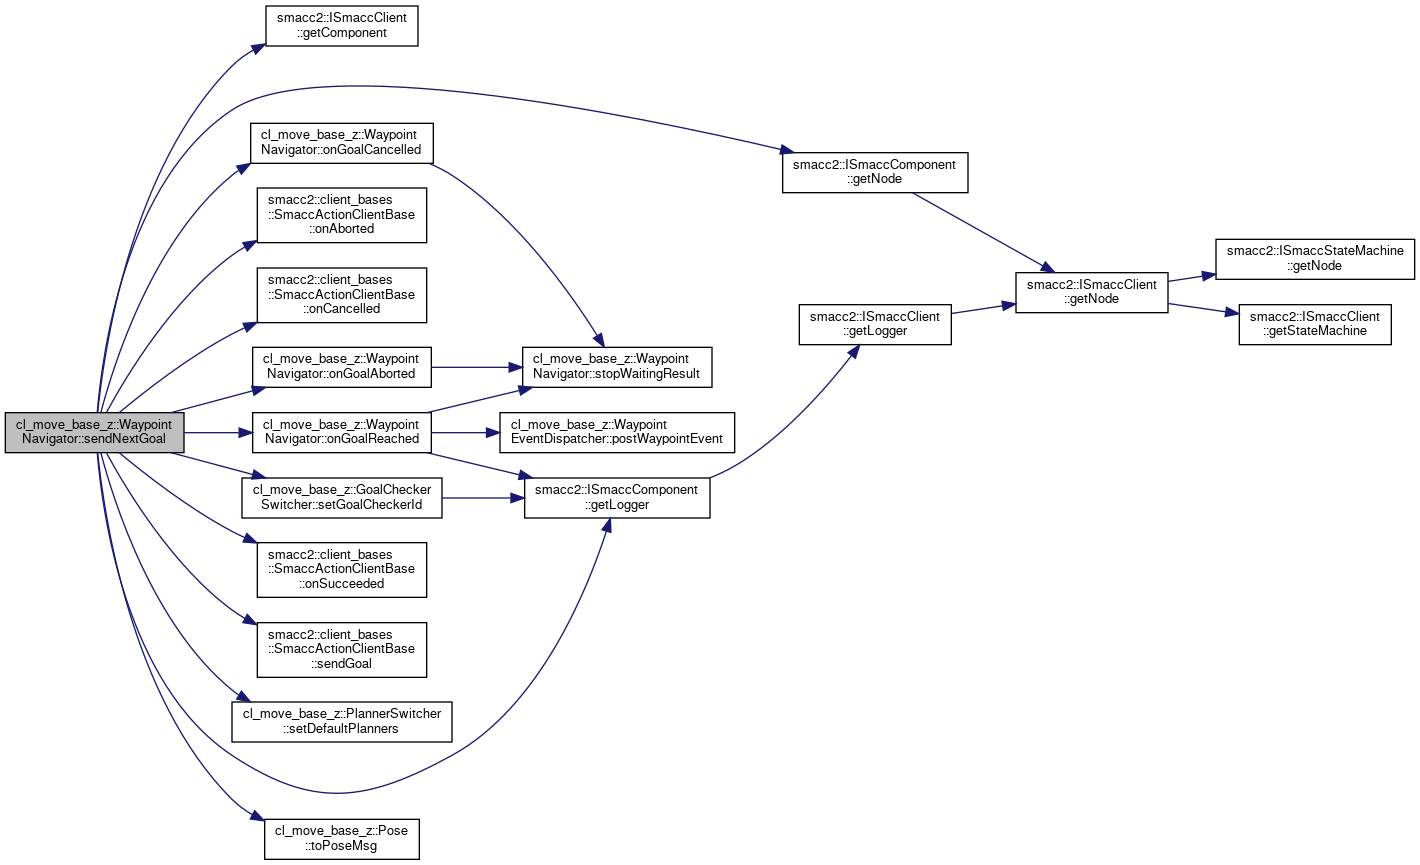 smacc2::ISmaccClient
::getComponent
cl_move_base_z::Waypoint
Navigator::onGoalCancelled
smacc2::ISmaccComponent
::getNode
smacc2::client_bases
::SmaccActionClientBase
::onAborted
smacc2::ISmaccStateMachine
::getNode
smacc2::client_bases
::SmaccActionClientBase
::onCancelled
smacc2::ISmaccClient
::getNode
smacc2::ISmaccClient
::getLogger
smacc2::ISmaccClient
::getStateMachine
cl_move_base_z::Waypoint
Navigator::onGoalAborted
cl_move_base_z::Waypoint
Navigator::stopWaitingResult
cl_move_base_z::Waypoint
Navigator::sendNextGoal
cl_move_base_z::Waypoint
Navigator::onGoalReached
cl_move_base_z::Waypoint
EventDispatcher::postWaypointEvent
cl_move_base_z::GoalChecker
Switcher::setGoalCheckerId
smacc2::ISmaccComponent
::getLogger
smacc2::client_bases
::SmaccActionClientBase
::onSucceeded
smacc2::client_bases
::SmaccActionClientBase
::sendGoal
cl_move_base_z::PlannerSwitcher
::setDefaultPlanners
cl_move_base_z::Pose
::toPoseMsg